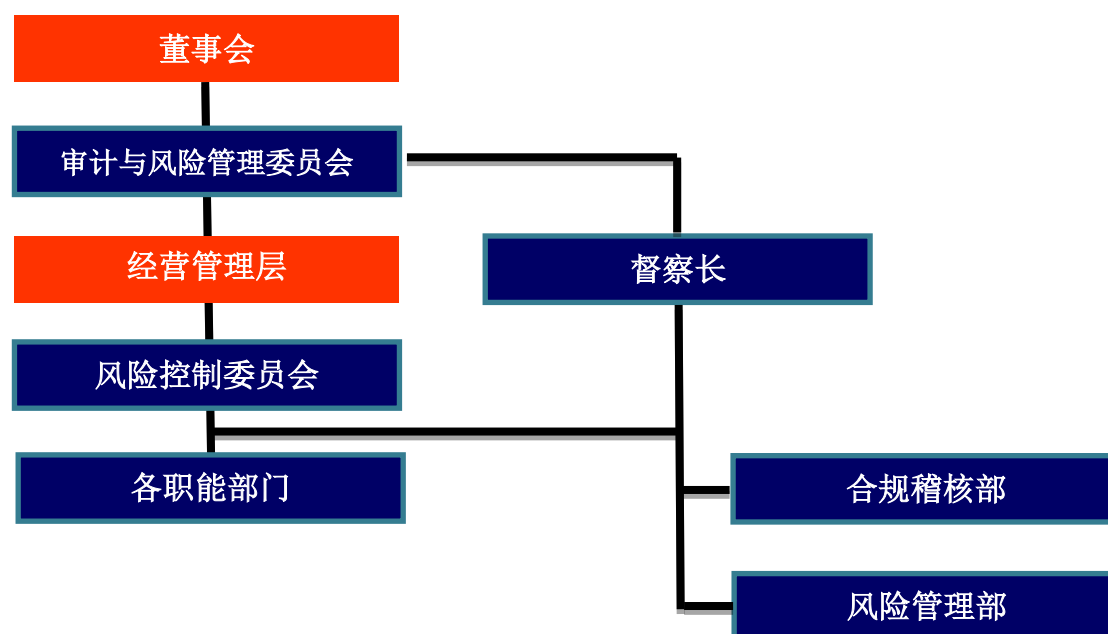 董事会
审计与风险管理委员会
经营管理层
督察长
风险控制委员会
各职能部门
合规稽核部
风险管理部